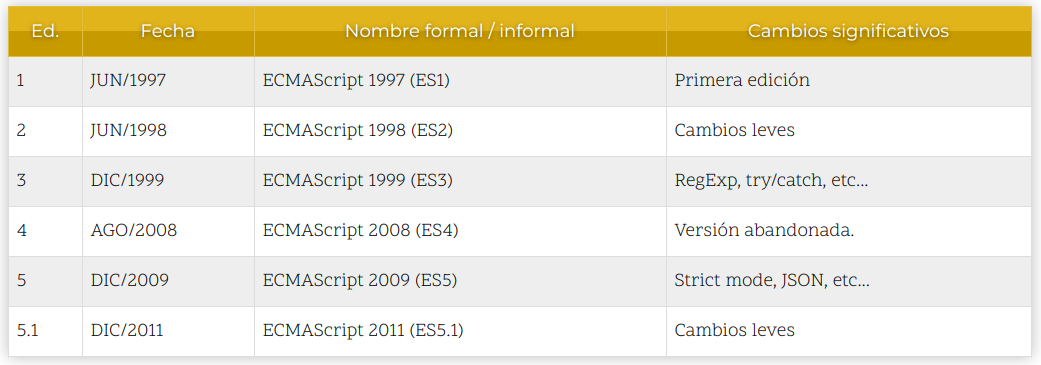 Ed. Fecha Nombre formal / informal Cambios significativos
1 JUN/1997 ECMAScript 1997 (ES1) Primera edición
2 JUN/1998 ECMAScript 1998 (ES2) Cambios leves
3 DIC/1999 ECMAScript 1999 (ES3) RegExp, try/catch, etc...
4 AGO/2008 ECMAScript 2008 (ES4) Versión abandonada.
5 DIC/2009 ECMAScript 2009 (ES5) Strict mode, JSON, etc...
5.1 DIC/2011 ECMAScript 2011 (ES5.1) Cambios leves